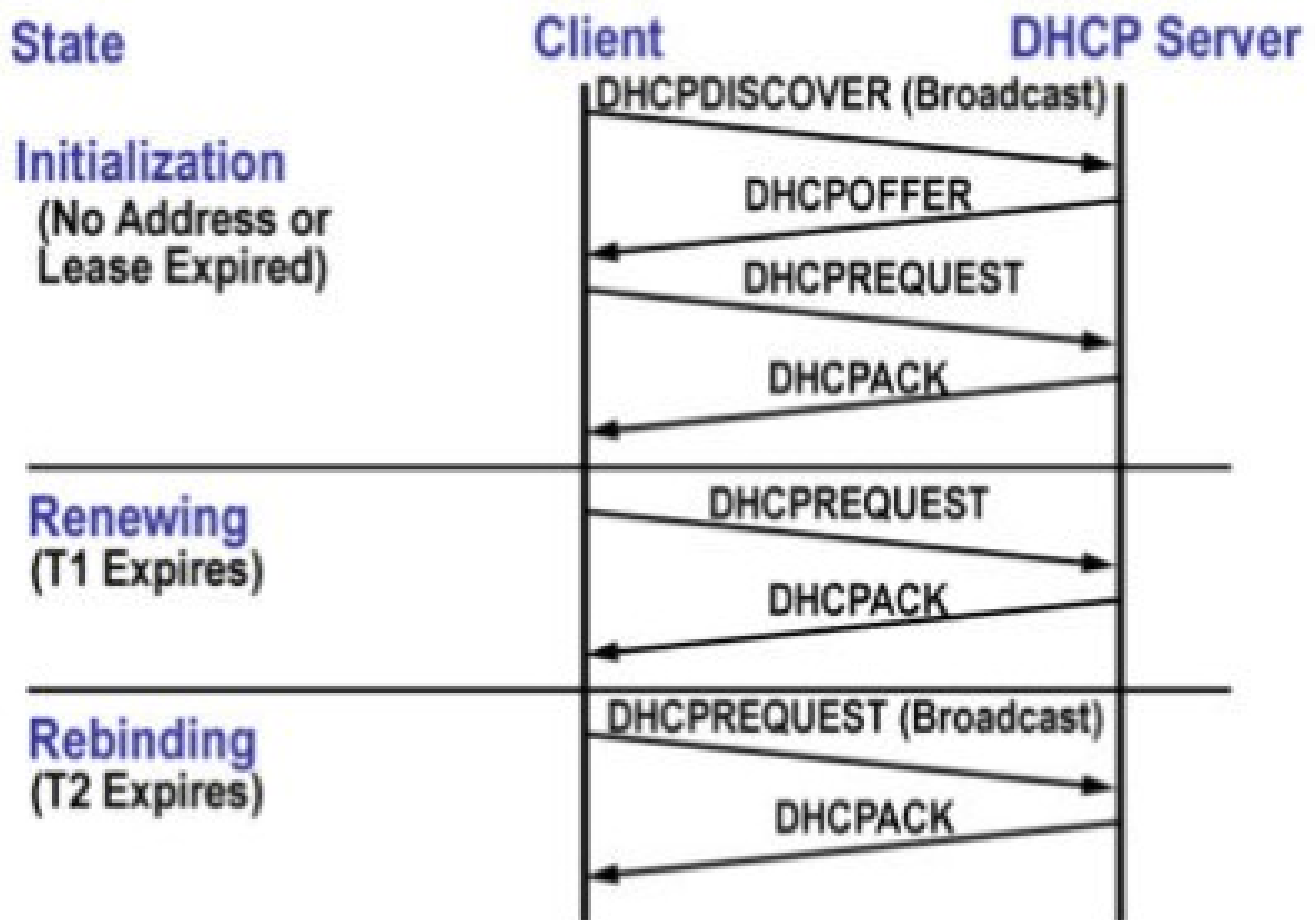 State
Client
DHCP Server
DHCPDISCOVER (Broadcast)
Initialization
(No Address or
Lease Expired)
DHCPOFFER
DHCPREQUEST
DHCPACK
Renewing
(T1 Expires)
DHCPREQUEST
DHCPACK
Rebinding
(T2 Expires)
DHCPREQUEST (Broadcast)
DHCPACK